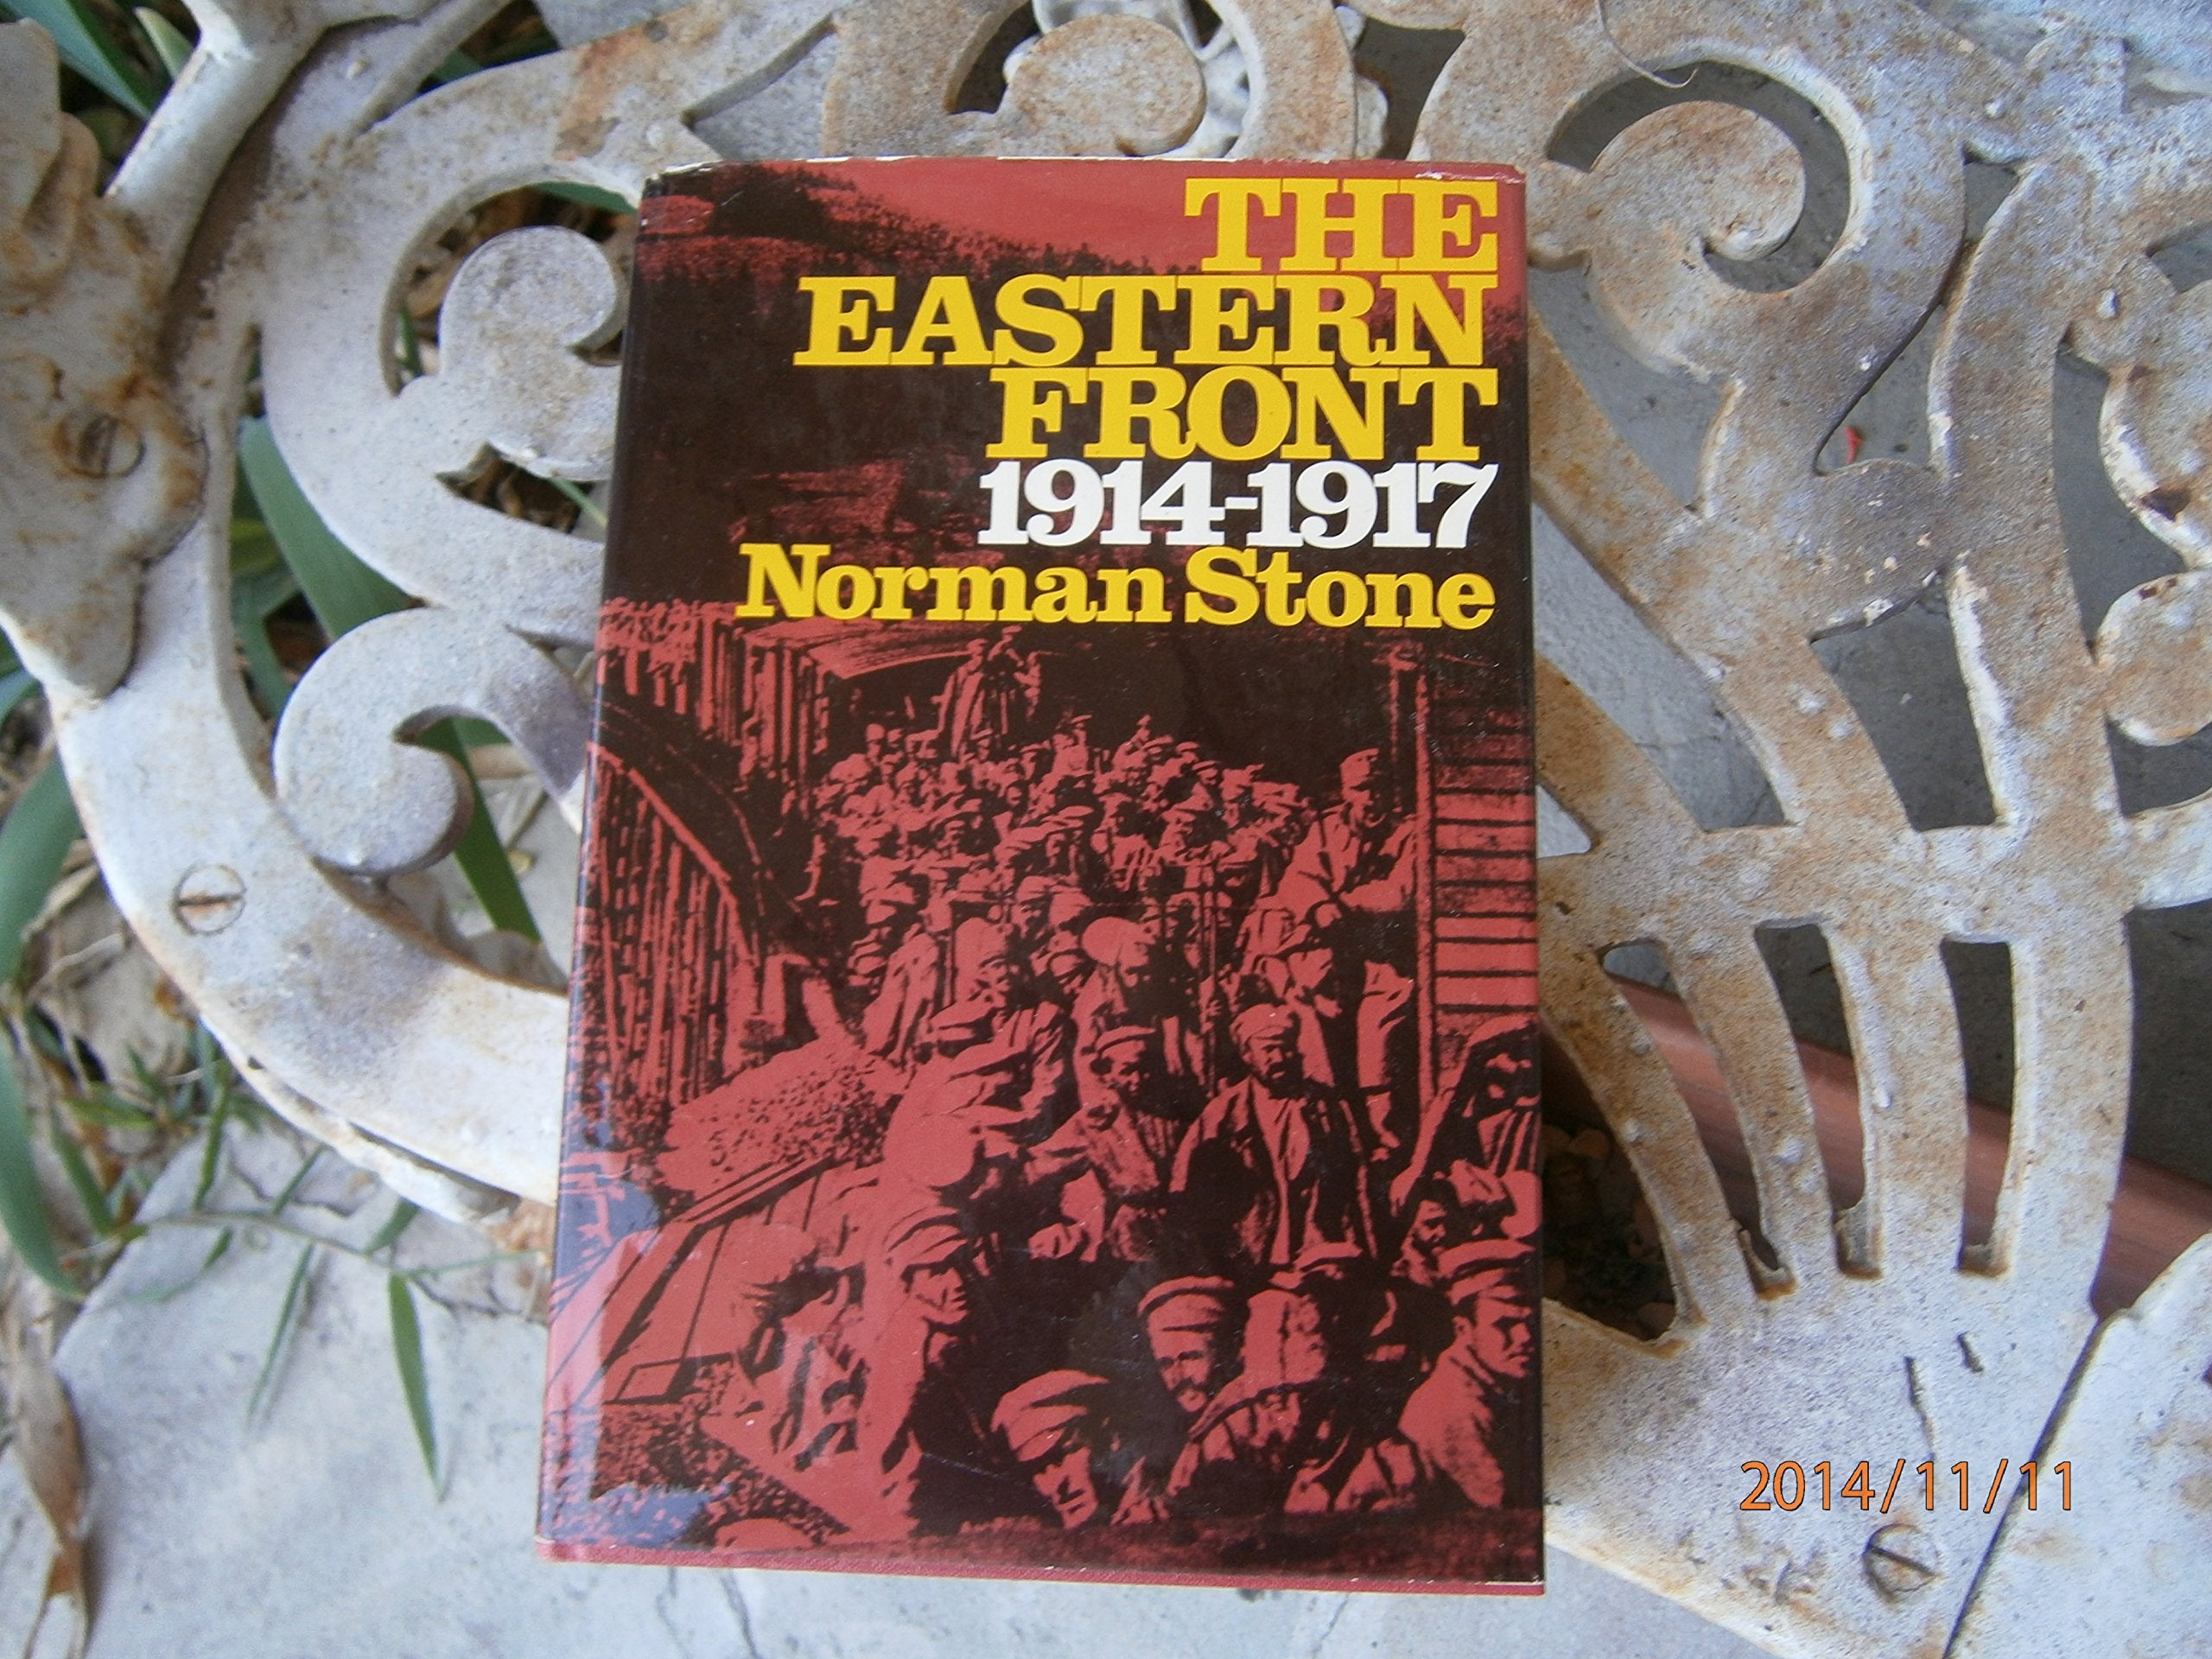 THE
EASTERN
FRONT
1914-1917
Norman Stone
2014/11/11